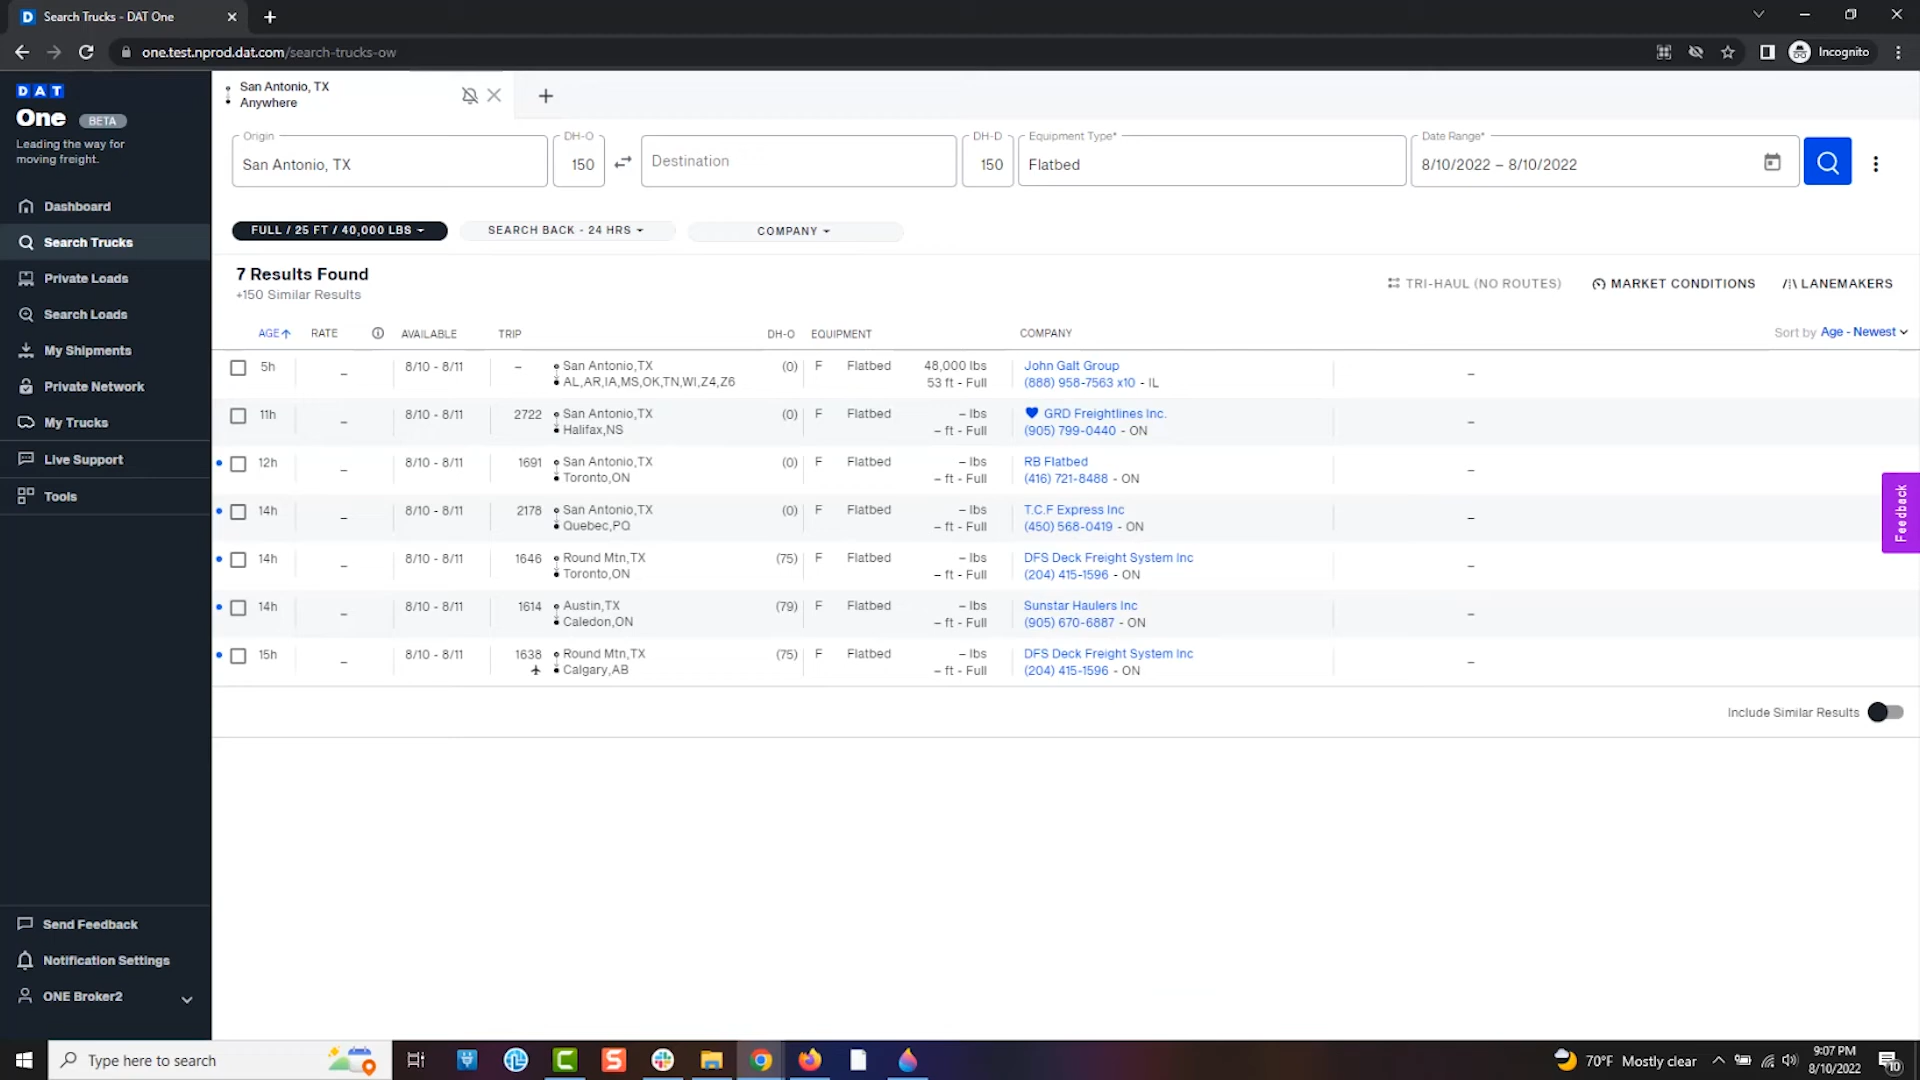 Search Trucks - DAT One
one.test.nprod.dat.com/search-trucks-ow
Incognito
DAT
One BETA
Leading the way for
moving freight.
Dashboard
Search Trucks
Private Loads
Search Loads
My Shipments
Private Network
My Trucks
Live Support
Tools
Send Feedback
Notification Settings
ONE Broker2
San Antonio, TX
Anywhere
Origin DH-O DH-D Equipment Type* Date Range*
San Antonio, TX 150 Destination 150 Flatbed 8/10/2022 – 8/10/2022
FULL / 25 FT / 40,000 LBS SEARCH BACK - 24 HRS COMPANY
7 Results Found
+150 Similar Results
TRI-HAUL (NO ROUTES) MARKET CONDITIONS LANEMAKERS
AGE RATE AVAILABLE TRIP DH-O EQUIPMENT COMPANY Sort by Age - Newest
5h – 8/10 - 8/11 – San Antonio,TX (0) F Flatbed 48,000 lbs John Galt Group –
AL,AR,IA,MS,OK,TN,WI,Z4,Z6 53 ft - Full (888) 958-7563 x10 - IL
11h – 8/10 - 8/11 2722 San Antonio,TX (0) F Flatbed – lbs GRD Freightlines Inc. –
Halifax,NS – ft - Full (905) 799-0440 - ON
12h – 8/10 - 8/11 1691 San Antonio,TX (0) F Flatbed – lbs RB Flatbed –
Toronto,ON – ft - Full (416) 721-8488 - ON
14h – 8/10 - 8/11 2178 San Antonio,TX (0) F Flatbed – lbs T.C.F Express Inc –
Quebec,PQ – ft - Full (450) 568-0419 - ON
14h – 8/10 - 8/11 1646 Round Mtn,TX (75) F Flatbed – lbs DFS Deck Freight System Inc –
Toronto,ON – ft - Full (204) 415-1596 - ON
14h – 8/10 - 8/11 1614 Austin,TX (79) F Flatbed – lbs Sunstar Haulers Inc –
Caledon,ON – ft - Full (905) 670-6887 - ON
15h – 8/10 - 8/11 1638 Round Mtn,TX (75) F Flatbed – lbs DFS Deck Freight System Inc –
Calgary,AB – ft - Full (204) 415-1596 - ON
Include Similar Results
Feedback
Type here to search
70°F Mostly clear
9:07 PM
8/10/2022
10